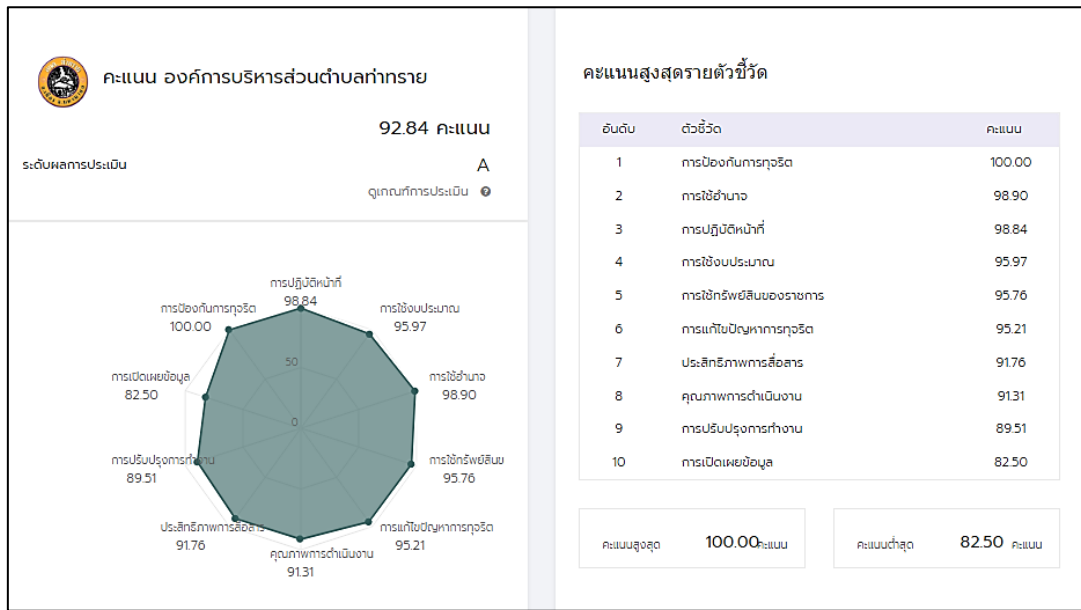 คะแนน องค์การบริหารส่วนตำบลท่าทราย
92.84 คะแนน
ระดับผลการประเมิน A
ดูเกณฑ์การประเมิน
การปฏิบัติหน้าที่
98.84
การใช้งบประมาณ
95.97
การใช้อำนาจ
98.90
การใช้ทรัพย์สินข
95.76
การแก้ไขปัญหาการทุจริต
95.21
คุณภาพการดำเนินงาน
91.31
ประสิทธิภาพการสื่อสาร
91.76
การปรับปรุงการทำงาน
89.51
การเปิดเผยข้อมูล
82.50
การป้องกันการทุจริต
100.00
50
0
คะแนนสูงสุดรายตัวชี้วัด
อันดับ ตัวชี้วัด คะแนน
1 การป้องกันการทุจริต 100.00
2 การใช้อำนาจ 98.90
3 การปฏิบัติหน้าที่ 98.84
4 การใช้งบประมาณ 95.97
5 การใช้ทรัพย์สินของราชการ 95.76
6 การแก้ไขปัญหาการทุจริต 95.21
7 ประสิทธิภาพการสื่อสาร 91.76
8 คุณภาพการดำเนินงาน 91.31
9 การปรับปรุงการทำงาน 89.51
10 การเปิดเผยข้อมูล 82.50
คะแนนสูงสุด 100.00คะแนน
คะแนนต่ำสุด 82.50 คะแนน